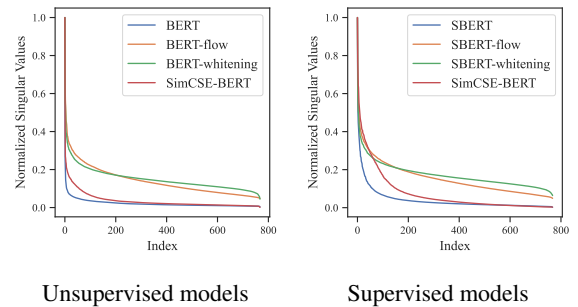 Normalized Singular Values
1.0
0.8
0.6
0.4
0.2
0.0
BERT
BERT-flow
BERT-whitening
SimCSE-BERT
0 200 400 600 800
Index
Normalized Singular Values
1.0
0.8
0.6
0.4
0.2
0.0
SBERT
SBERT-flow
SBERT-whitening
SimCSE-BERT
0 200 400 600 800
Index
Unsupervised models
Supervised models